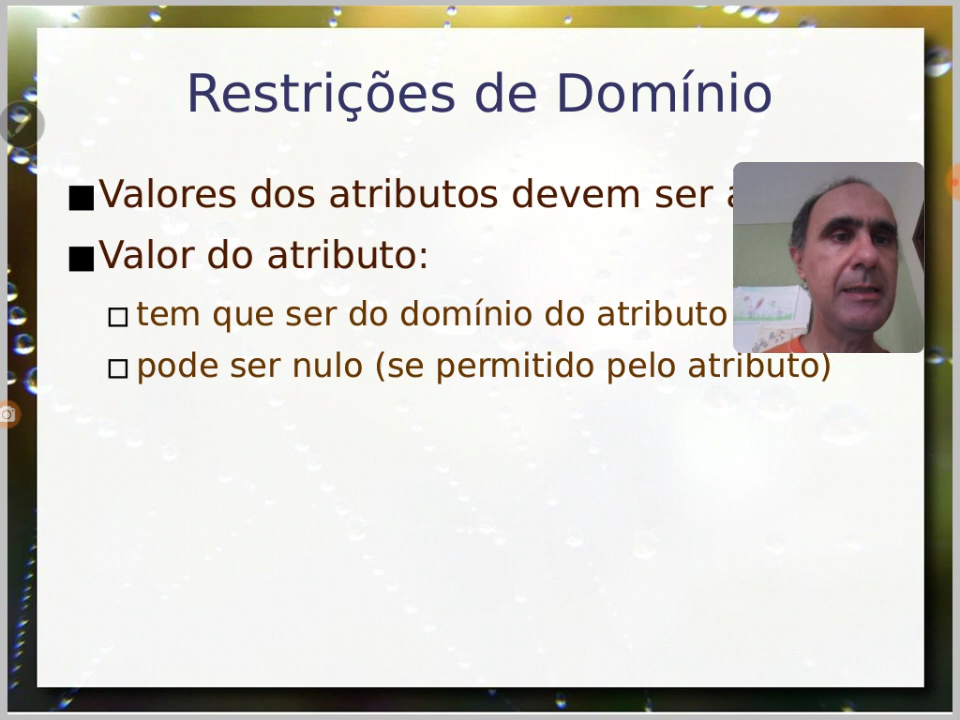 Restrições de Domínio
Valores dos atributos devem ser
Valor do atributo:
tem que ser do domínio do atributo
pode ser nulo (se permitido pelo atributo)